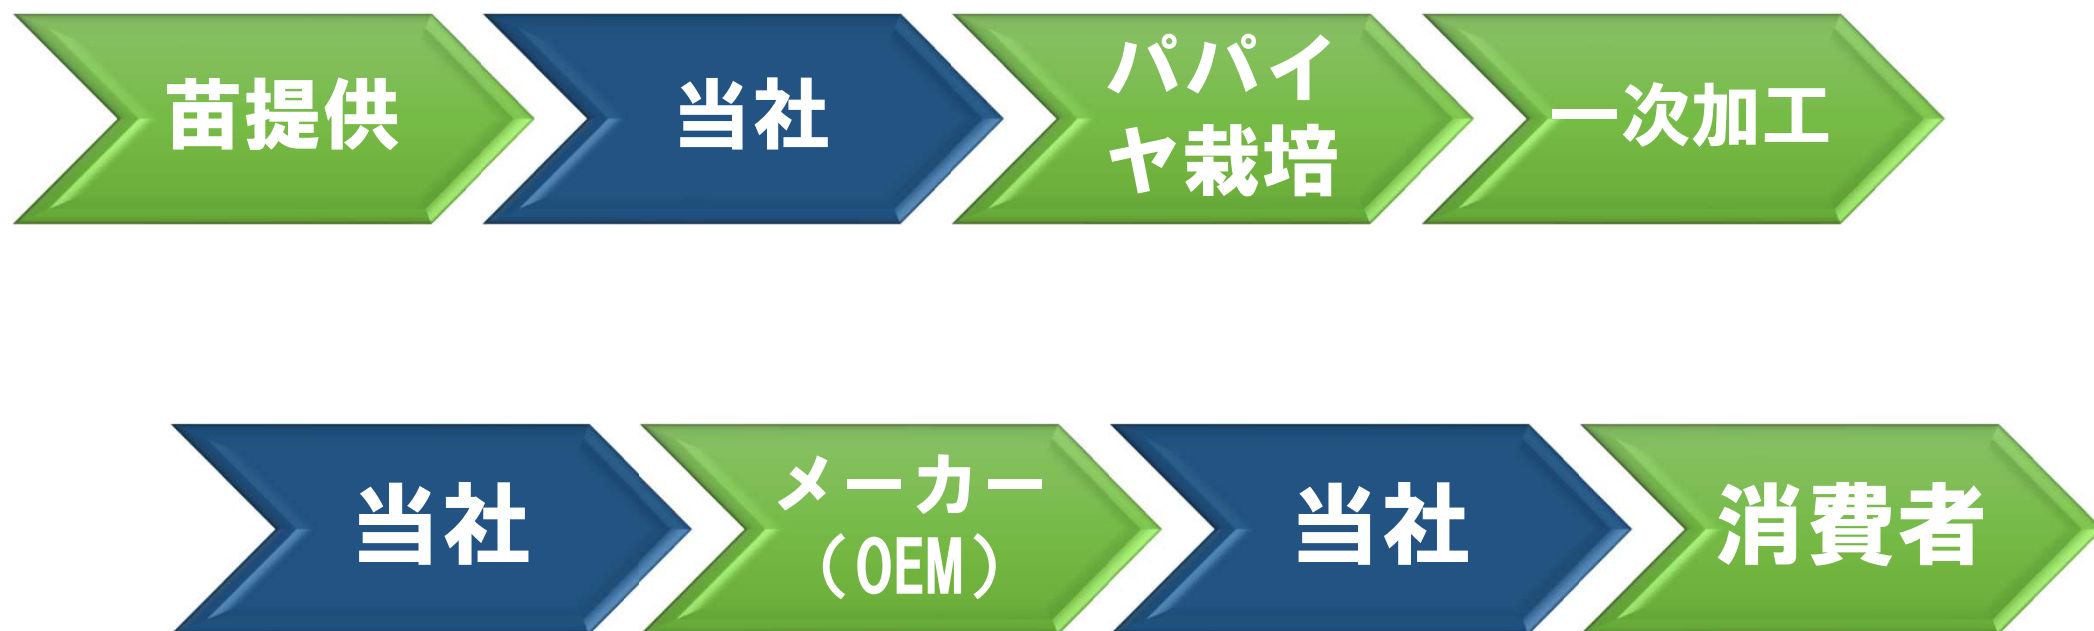 苗提供
当社
パパイ
ヤ栽培
一次加工
当社
メーカー
（OEM）
当社
消費者